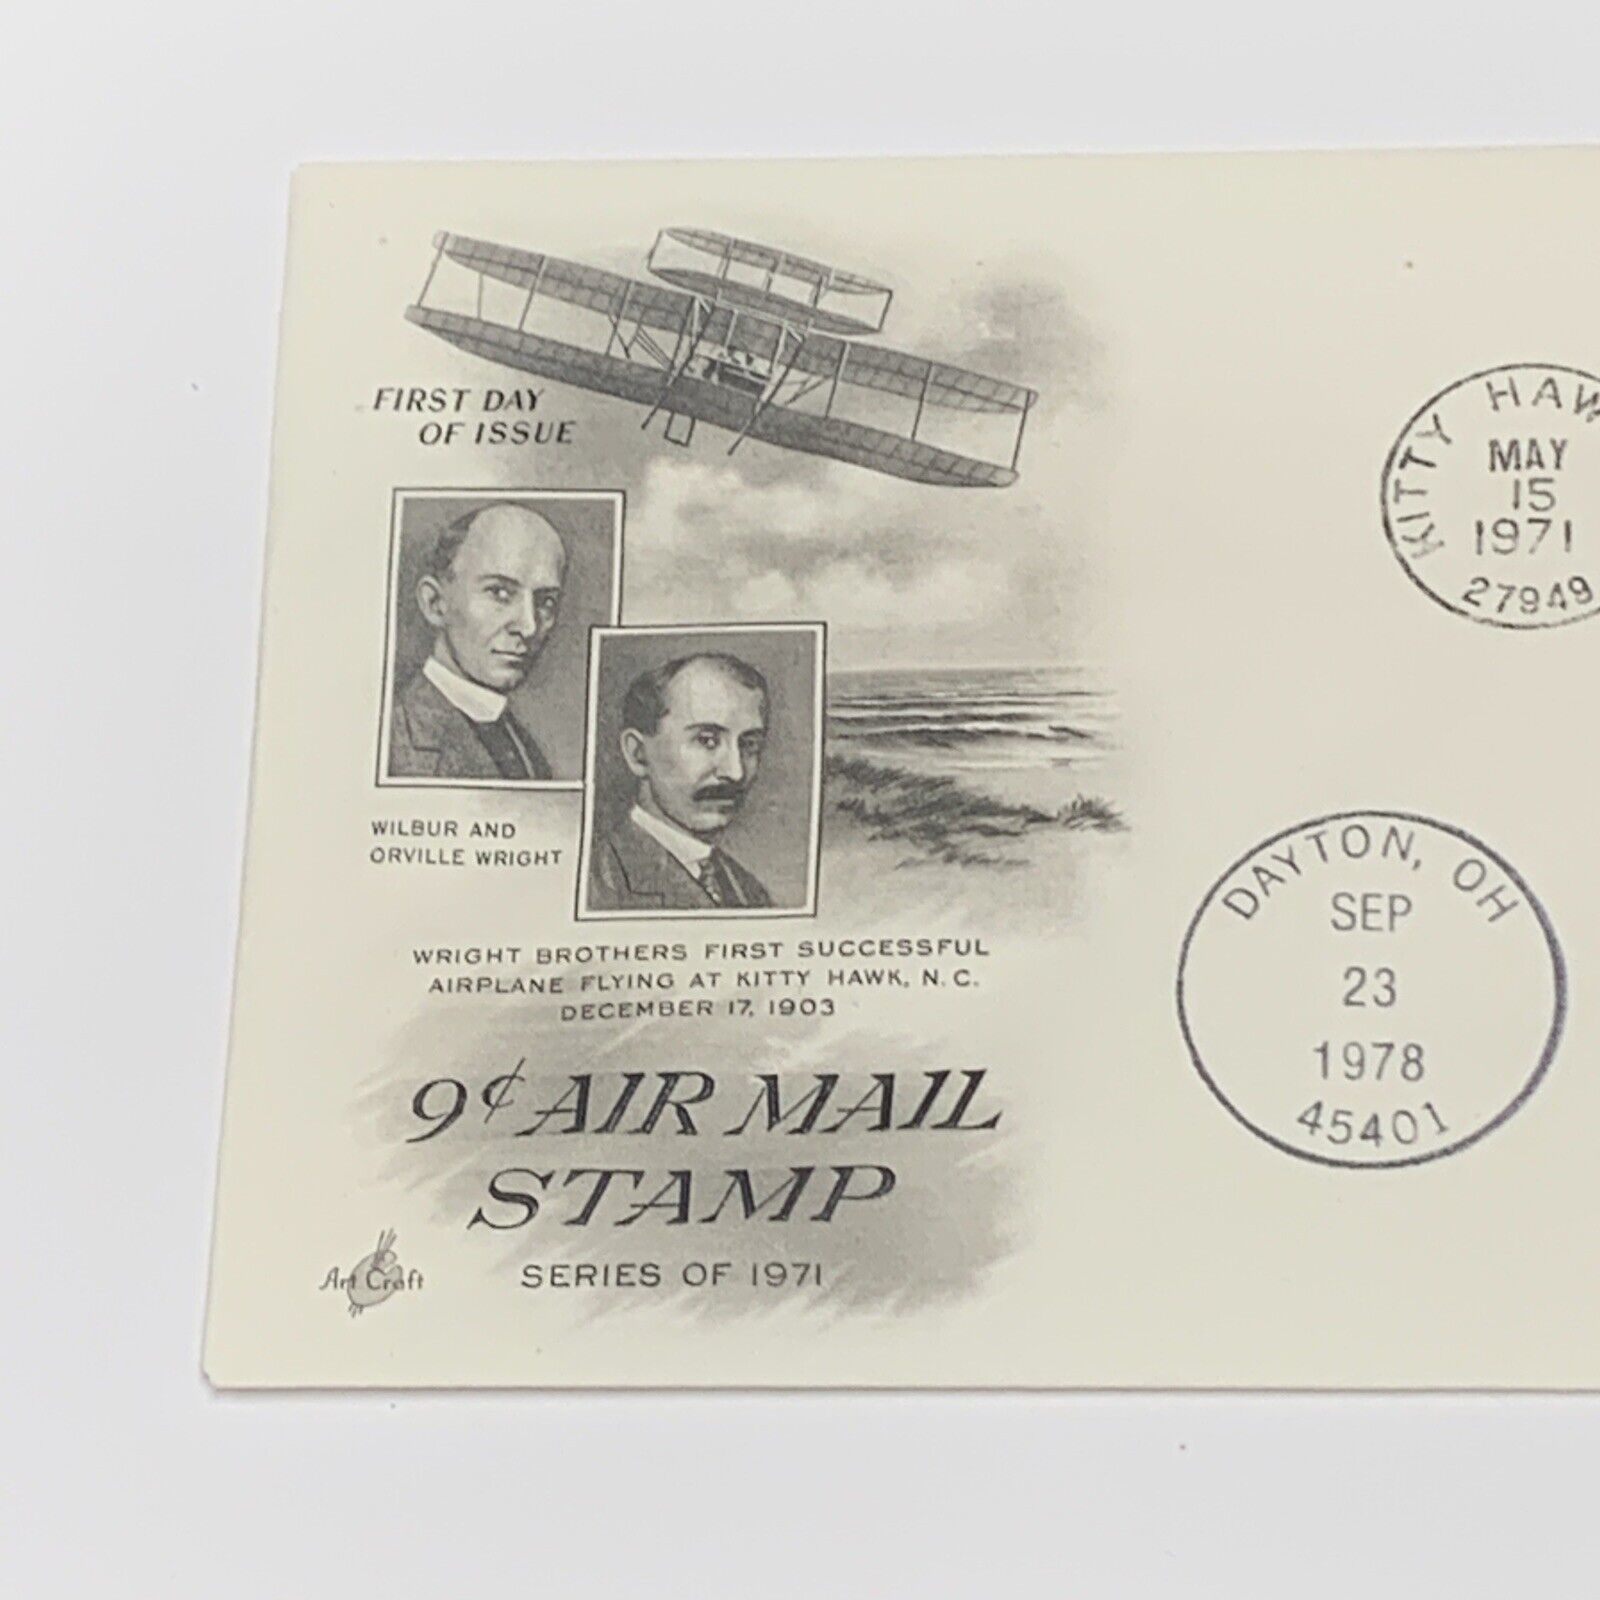 FIRST DAY
OF ISSUE
WILBUR AND
ORVILLE WRIGHT
WRIGHT BROTHERS FIRST SUCCESSFUL
AIRPLANE FLYING AT KITTY HAWK, N.C.
DECEMBER 17, 1903
9¢ AIR MAIL
STAMP
SERIES OF 1971
Art Craft
KITTY HAW
MAY
15
1971
27949
DAYTON, OH
SEP
23
1978
45401